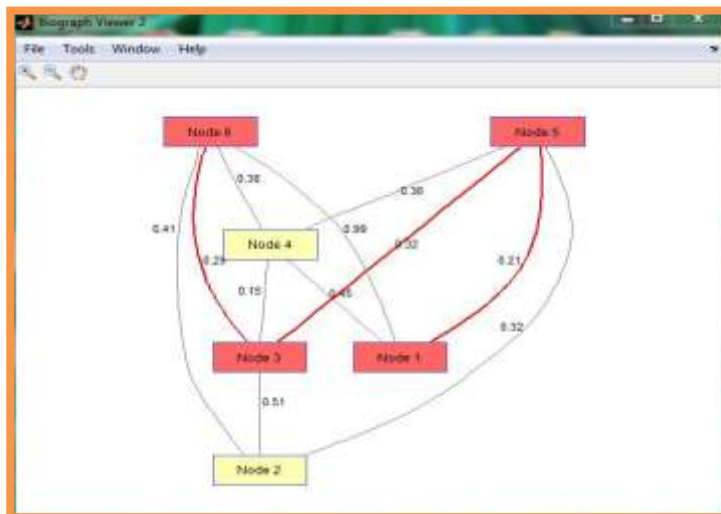 Biograph Viewer 2
File Tools Window Help
Node 6 Node 5
0.36 0.36
0.41 0.99
Node 4 0.32
0.29 0.21
0.15 0.45
0.32
Node 3 Node 1
0.51
Node 2